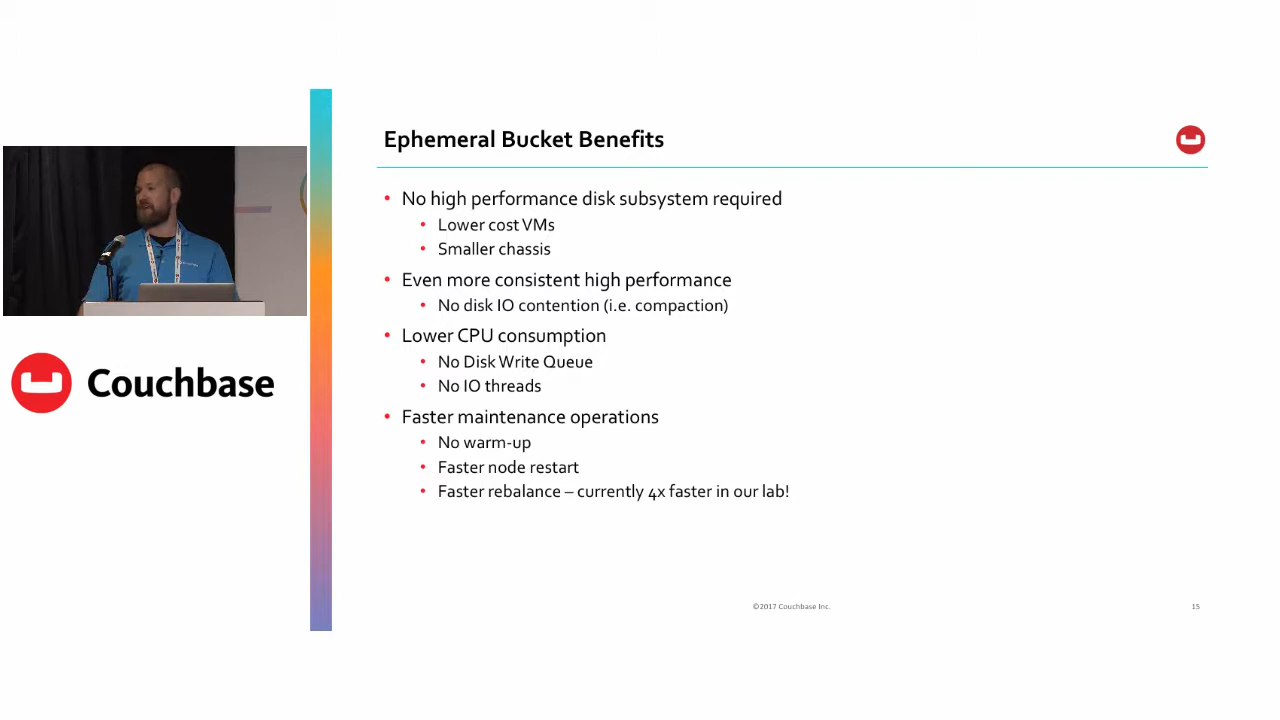 Ephemeral Bucket Benefits
• No high performance disk subsystem required
• Lower cost VMs
• Smaller chassis
• Even more consistent high performance
• No disk IO contention (i.e. compaction)
• Lower CPU consumption
• No Disk Write Queue
• No IO threads
• Faster maintenance operations
• No warm-up
• Faster node restart
• Faster rebalance – currently 4x faster in our lab!
Couchbase
©2017 Couchbase Inc.
15